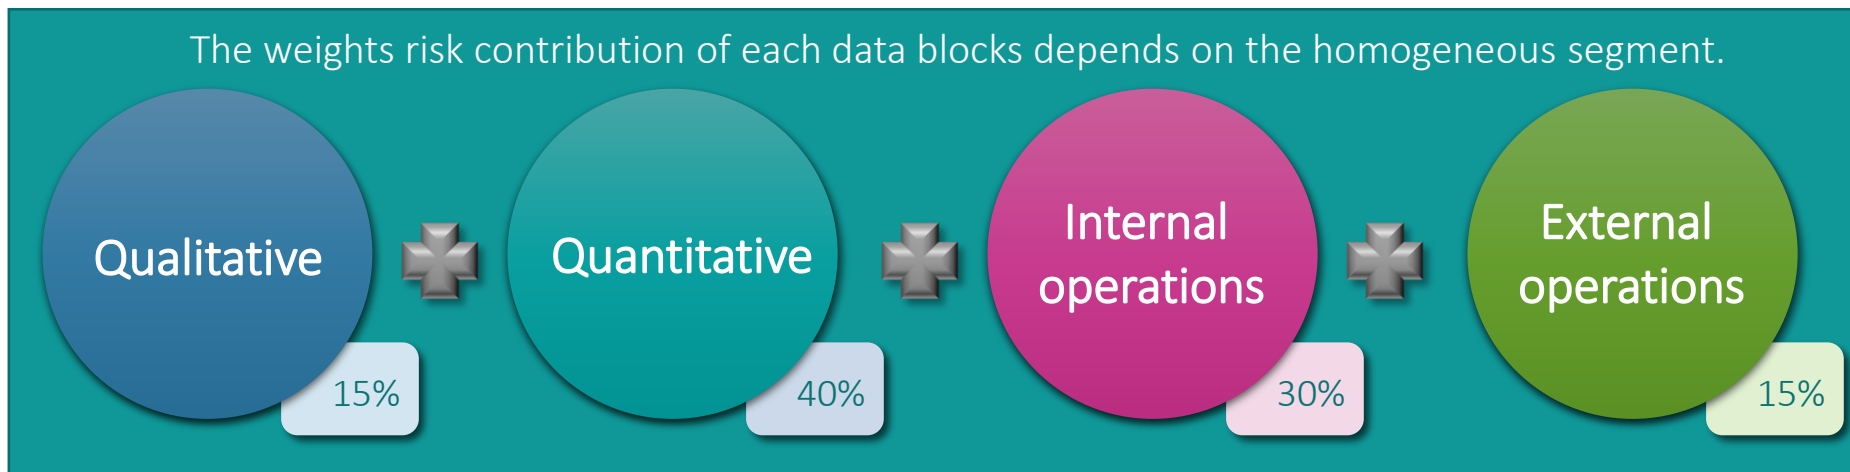 The weights risk contribution of each data blocks depends on the homogeneous segment.
Qualitative
15%
Quantitative
40%
Internal
operations
30%
External
operations
15%